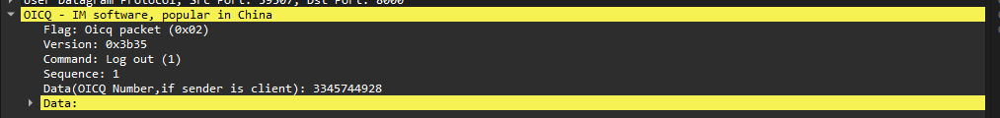 User Datagram Protocol, Src Port: 59507, Dst Port: 8000
OICQ - IM software, popular in China
Flag: Oicq packet (0x02)
Version: 0x3b35
Command: Log out (1)
Sequence: 1
Data(OICQ Number,if sender is client): 3345744928
Data: